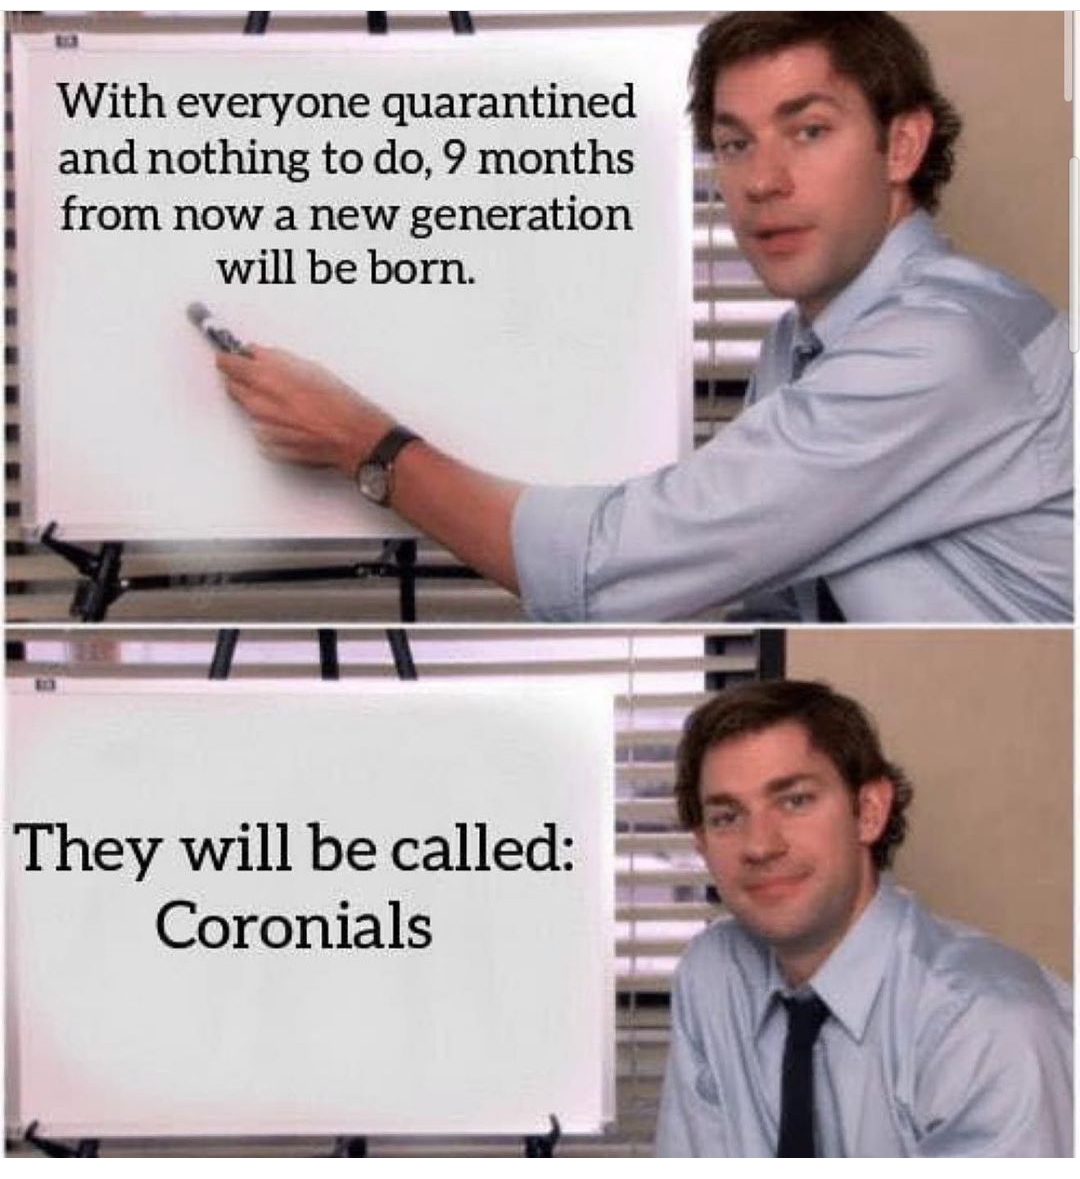 With everyone quarantined
and nothing to do, 9 months
from now a new generation
will be born.
They will be called:
Coronials